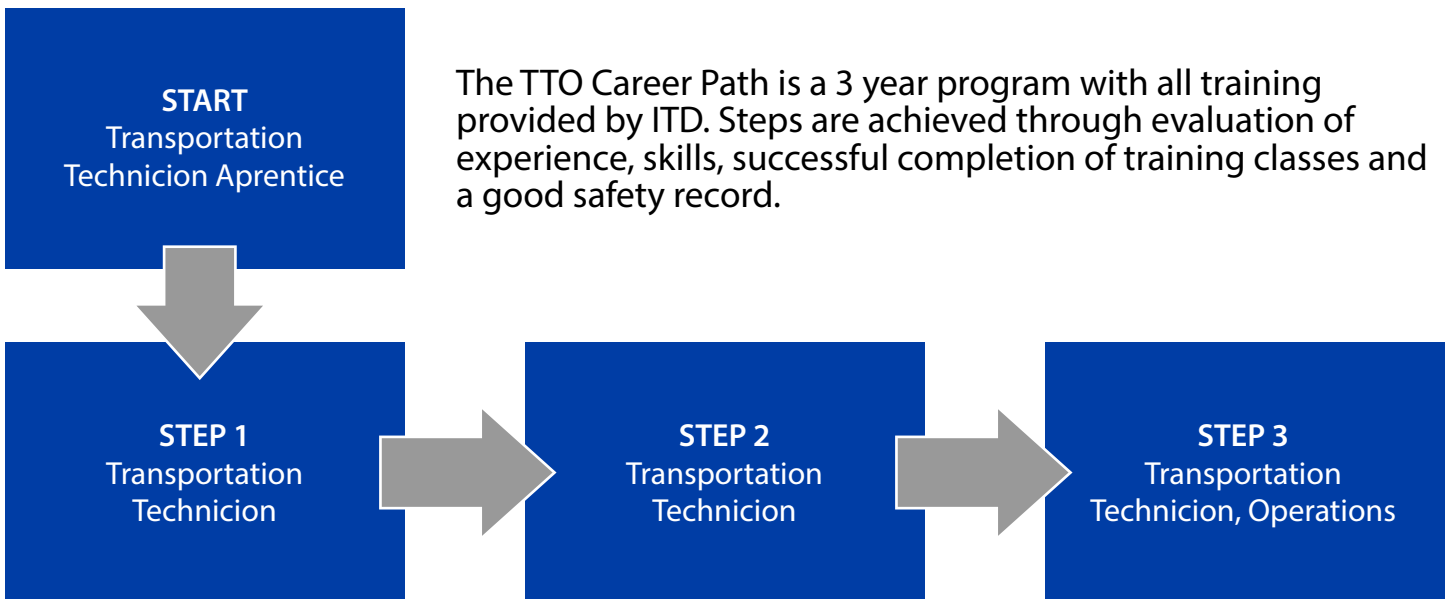 START
Transportation
Technicion Aprentice
The TTO Career Path is a 3 year program with all training
provided by ITD. Steps are achieved through evaluation of
experience, skills, successful completion of training classes and
a good safety record.
STEP 1
Transportation
Technicion
STEP 2
Transportation
Technicion
STEP 3
Transportation
Technicion, Operations